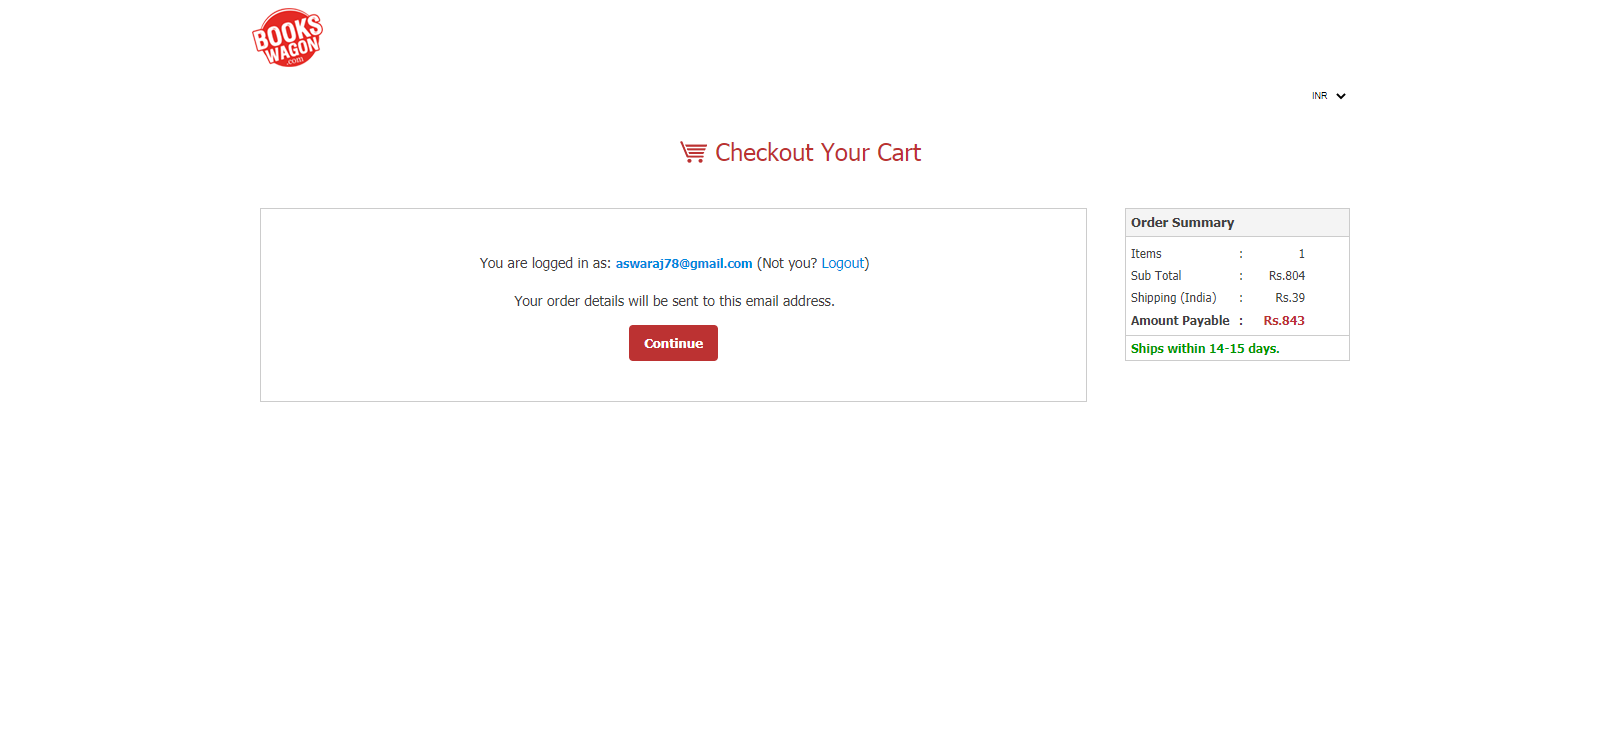 BOOKS
WAGON
.com
INR
Checkout Your Cart
You are logged in as: aswaraj78@gmail.com (Not you? Logout)
Your order details will be sent to this email address.
Continue
Order Summary
Items : 1
Sub Total : Rs.804
Shipping (India) : Rs.39
Amount Payable : Rs.843
Ships within 14-15 days.